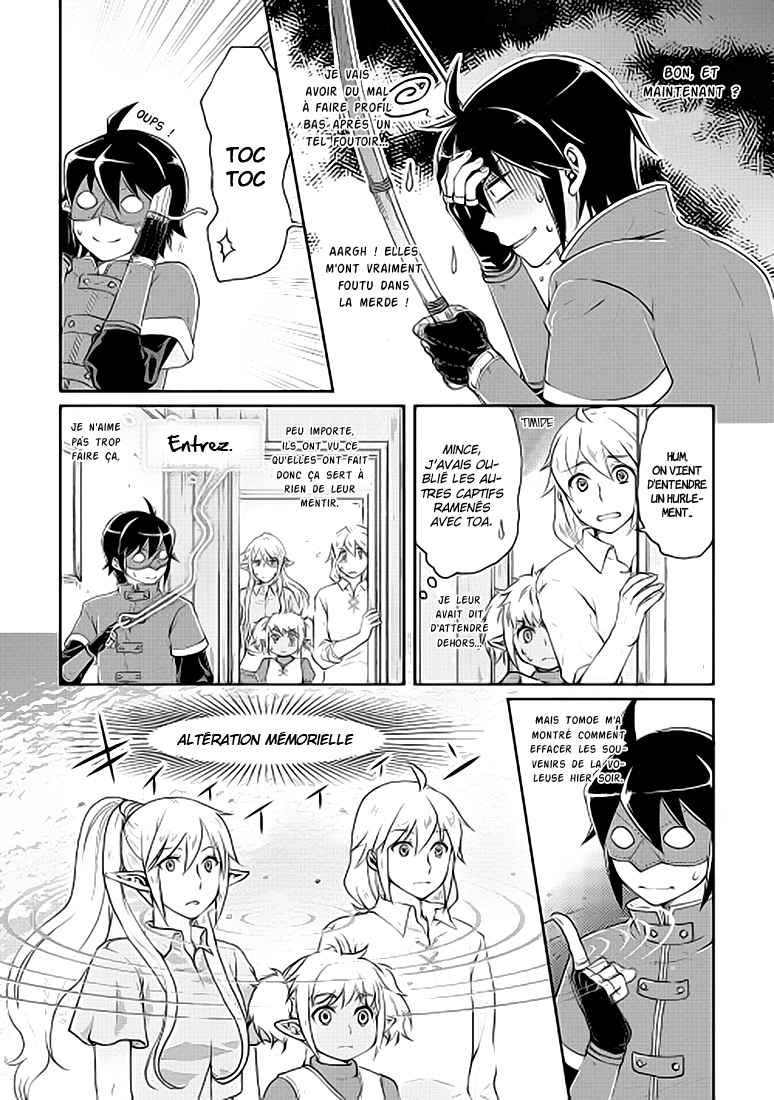 BON, ET
MAINTENANT ?
JE VAIS
AVOIR DU MAL
À FAIRE PROFIL
BAS APRÈS UN
TEL FOUTOIR...
AARGH ! ELLES
M'ONT VRAIMENT
FOUTU DANS
LA MERDE !
TOC
TOC
OUPS !
HUM,
ON VIENT
D'ENTENDRE
UN HURLE-
MENT...
TIMIDE
MINCE,
J'AVAIS OU-
BLIÉ LES AU-
TRES CAPTIFS
RAMENÉS
AVEC TOA.
JE LEUR
AVAIT DIT
D'ATTENDRE
DEHORS...
PEU IMPORTE,
ILS ONT VU CE
QU'ELLES ONT FAIT
DONC ÇA SERT À
RIEN DE LEUR
MENTIR.
Entrez.
JE N'AIME
PAS TROP
FAIRE ÇA,
MAIS TOMOE M'A
MONTRÉ COMMENT
EFFACER LES SOU-
VENIRS DE LA VO-
LEUSE HIER SOIR.
ALTÉRATION MÉMORIELLE